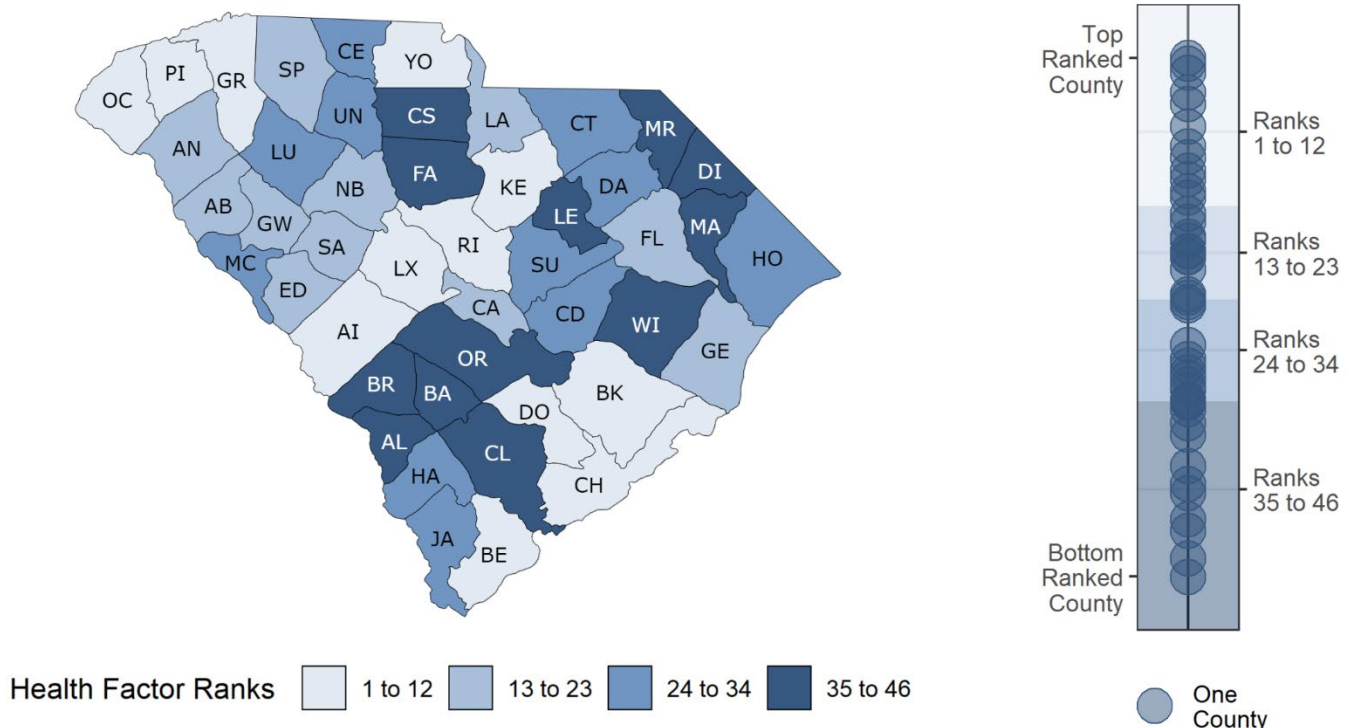 CE
YO
PI
GR
SP
OC
UN
CS
LA
CT
MR
AN
LU
FA
DI
NB
KE
DA
AB
GW
LE
MA
SA
RI
FL
MC
LX
SU
HO
ED
CA
CD
WI
AI
OR
GE
BR
BA
BK
DO
AL
CL
HA
CH
JA
BE
Top
Ranked
County
Ranks
1 to 12
Ranks
13 to 23
Ranks
24 to 34
Ranks
35 to 46
Bottom
Ranked
County
Health Factor Ranks 1 to 12 13 to 23 24 to 34 35 to 46
One
County